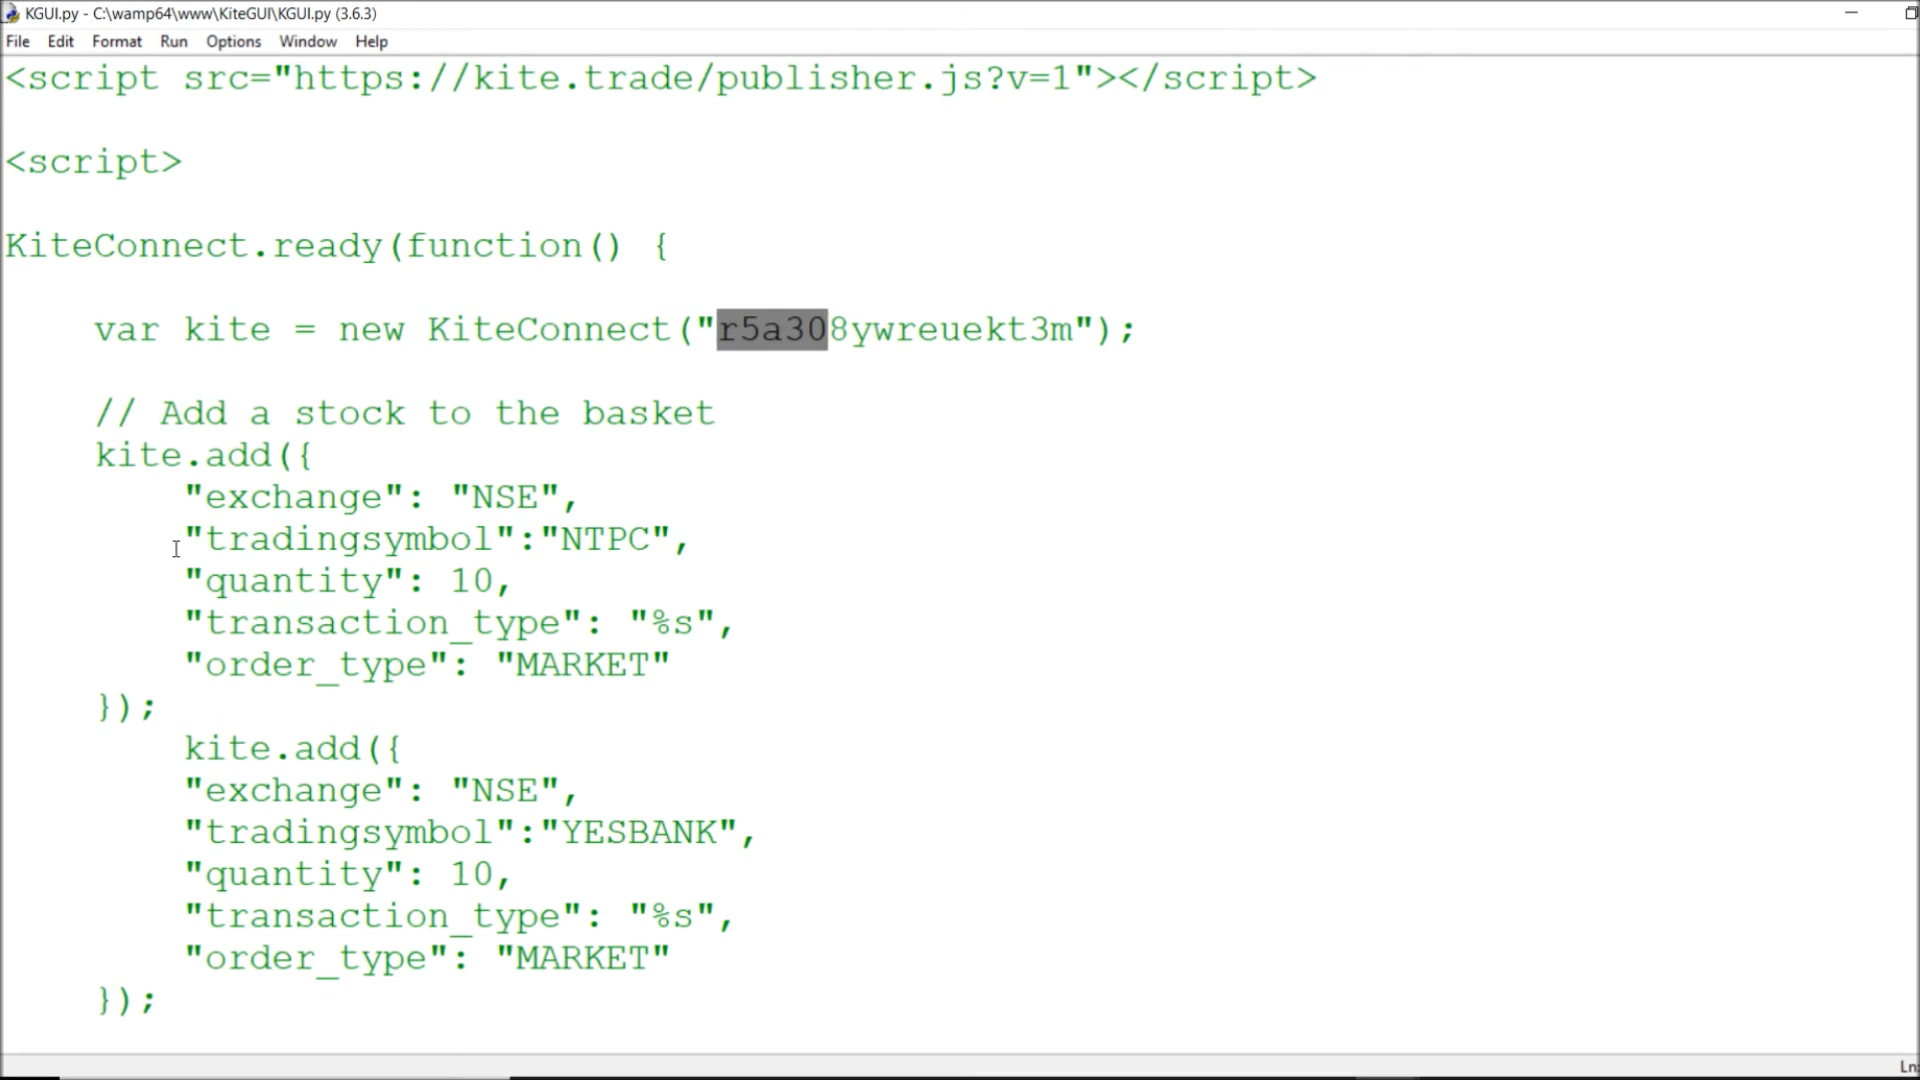 KGUI.py - C:\wamp64\www\KiteGUI\KGUI.py (3.6.3)
File Edit Format Run Options Window Help
<script src="https://kite.trade/publisher.js?v=1"></script>
<script>
KiteConnect.ready(function() {
var kite = new KiteConnect("r5a308ywreuekt3m");
// Add a stock to the basket
kite.add({
"exchange": "NSE",
"tradingsymbol":"NTPC",
"quantity": 10,
"transaction_type": "%s",
"order_type": "MARKET"
});
kite.add({
"exchange": "NSE",
"tradingsymbol":"YESBANK",
"quantity": 10,
"transaction_type": "%s",
"order_type": "MARKET"
});
Ln